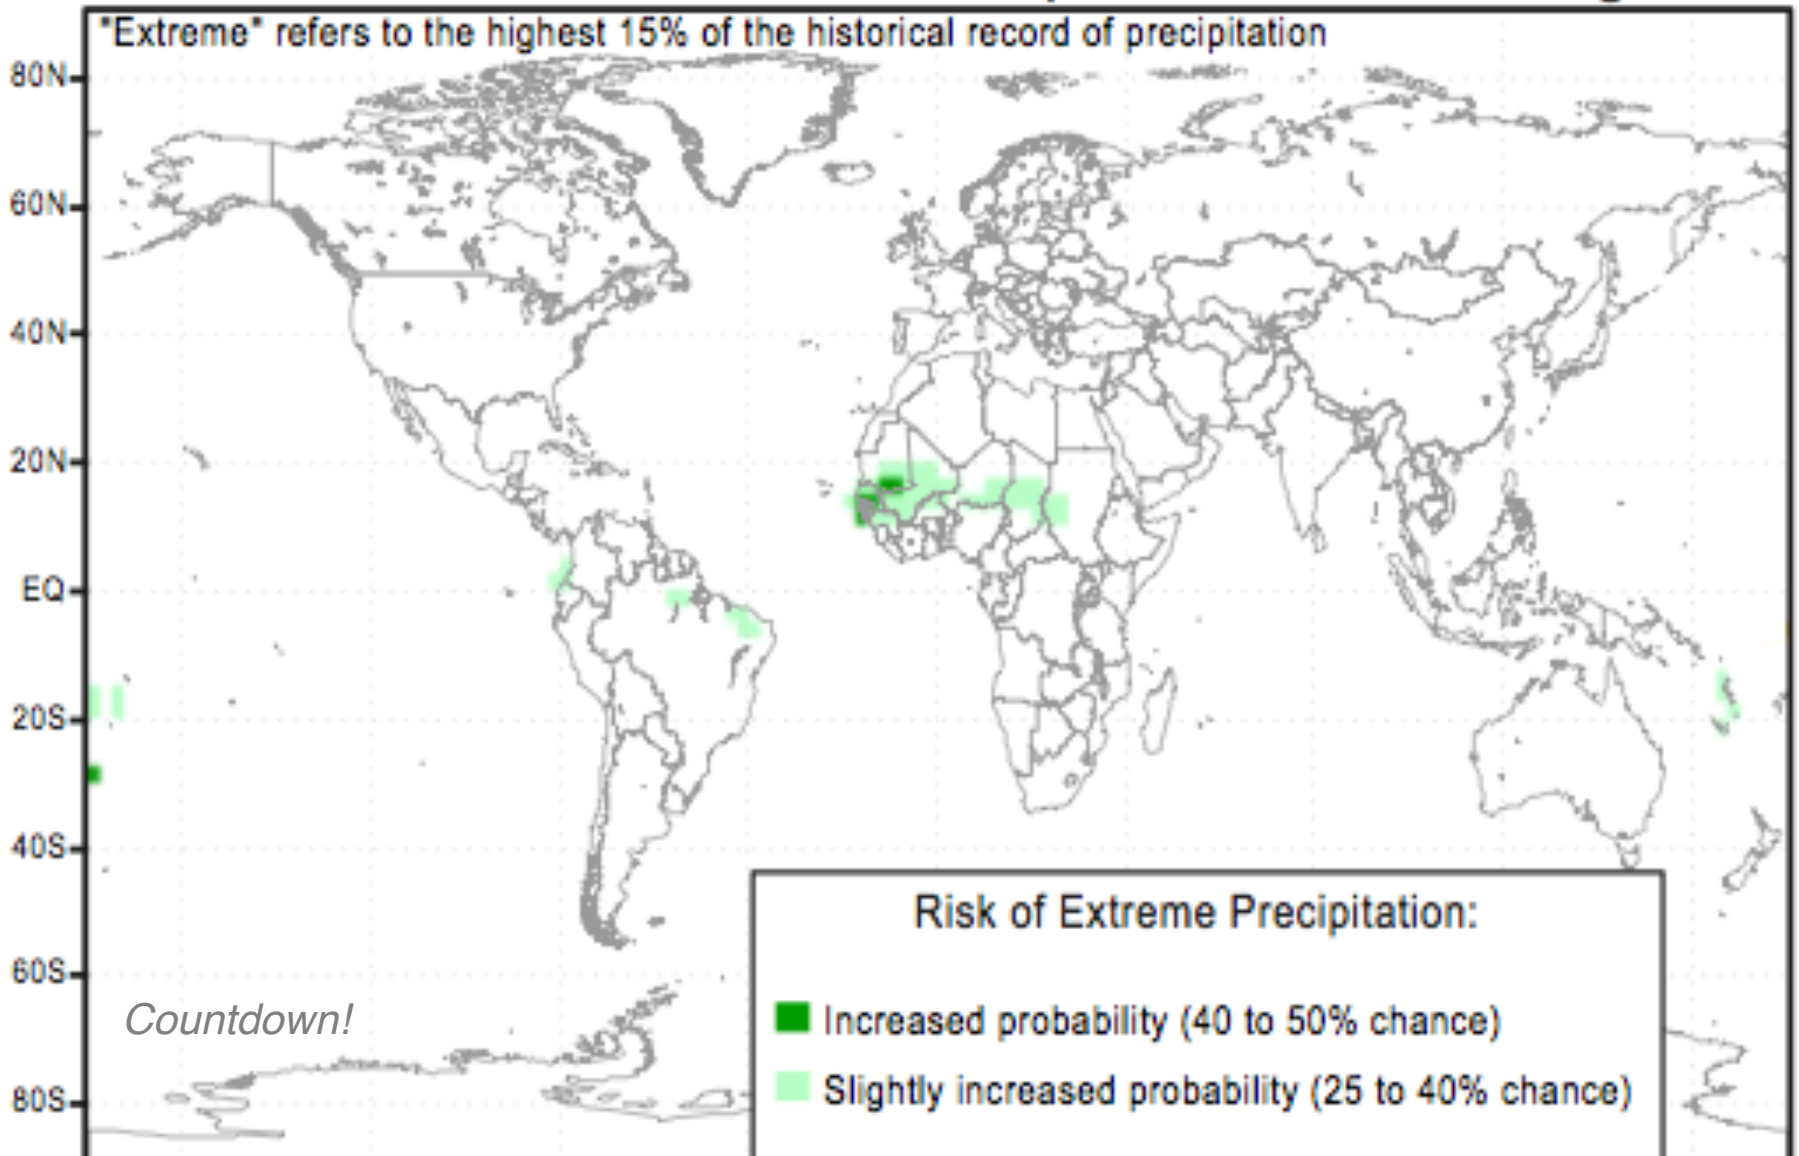 "Extreme" refers to the highest 15% of the historical record of precipitation
80N
60N
40N
20N
EQ
20S
40S
60S
80S
Countdown!
Risk of Extreme Precipitation:
Increased probability (40 to 50% chance)
Slightly increased probability (25 to 40% chance)